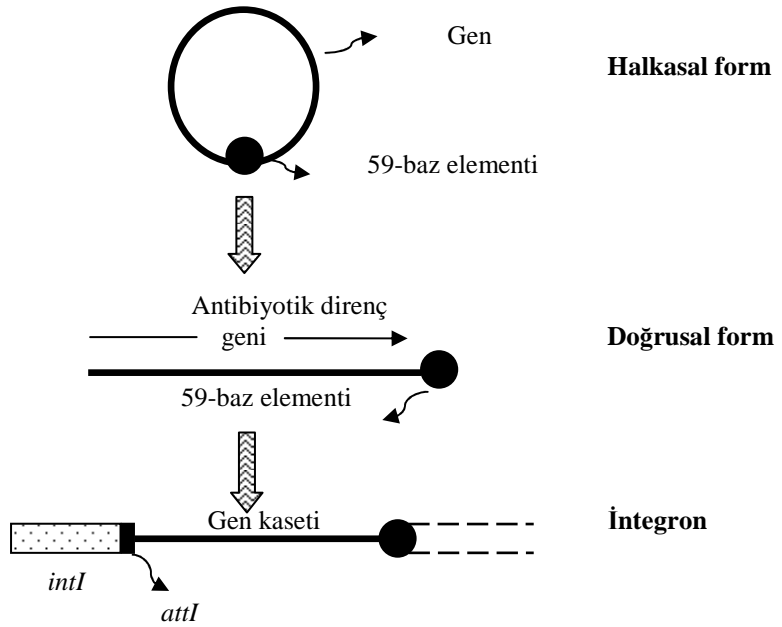 Gen
Halkasal form
59-baz elementi
Antibiyotik direnç
geni
Doğrusal form
59-baz elementi
Gen kaseti
İntegron
intI
attI